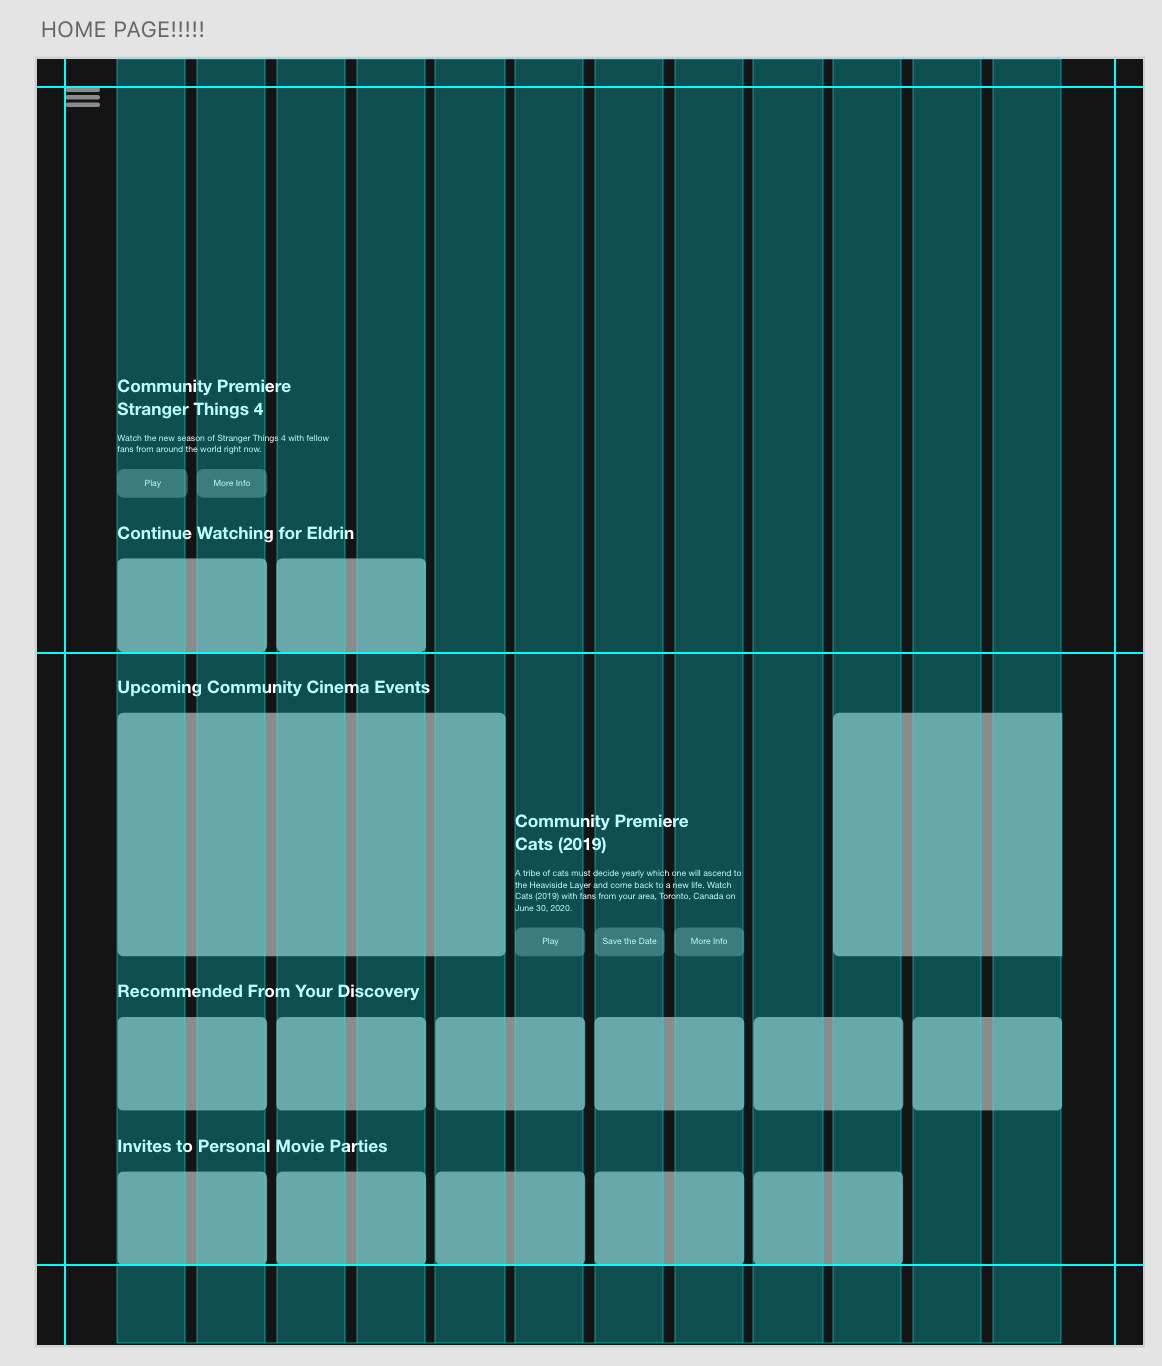 HOME PAGE!!!!!
Community Premiere
Stranger Things 4
Watch the new season of Stranger Things 4 with fellow
fans from around the world right now.
Play
More Info
Continue Watching for Eldrin
Upcoming Community Cinema Events
Community Premiere
Cats (2019)
A tribe of cats must decide yearly which one will ascend to
the Heaviside Layer and come back to a new life. Watch
Cats (2019) with fans from your area, Toronto, Canada on
June 30, 2020.
Play
Save the Date
More Info
Recommended From Your Discovery
Invites to Personal Movie Parties